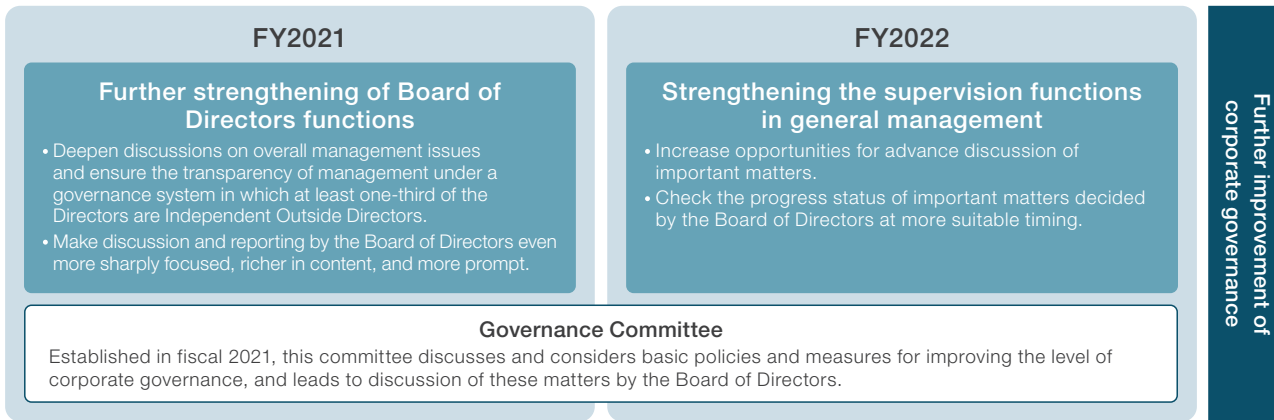 FY2021
Further strengthening of Board of
Directors functions
• Deepen discussions on overall management issues
and ensure the transparency of management under a
governance system in which at least one-third of the
Directors are Independent Outside Directors.
• Make discussion and reporting by the Board of Directors even
more sharply focused, richer in content, and more prompt.
FY2022
Strengthening the supervision functions
in general management
• Increase opportunities for advance discussion of
important matters.
• Check the progress status of important matters decided
by the Board of Directors at more suitable timing.
Governance Committee
Established in fiscal 2021, this committee discusses and considers basic policies and measures for improving the level of
corporate governance, and leads to discussion of these matters by the Board of Directors.
Further improvement of
corporate governance